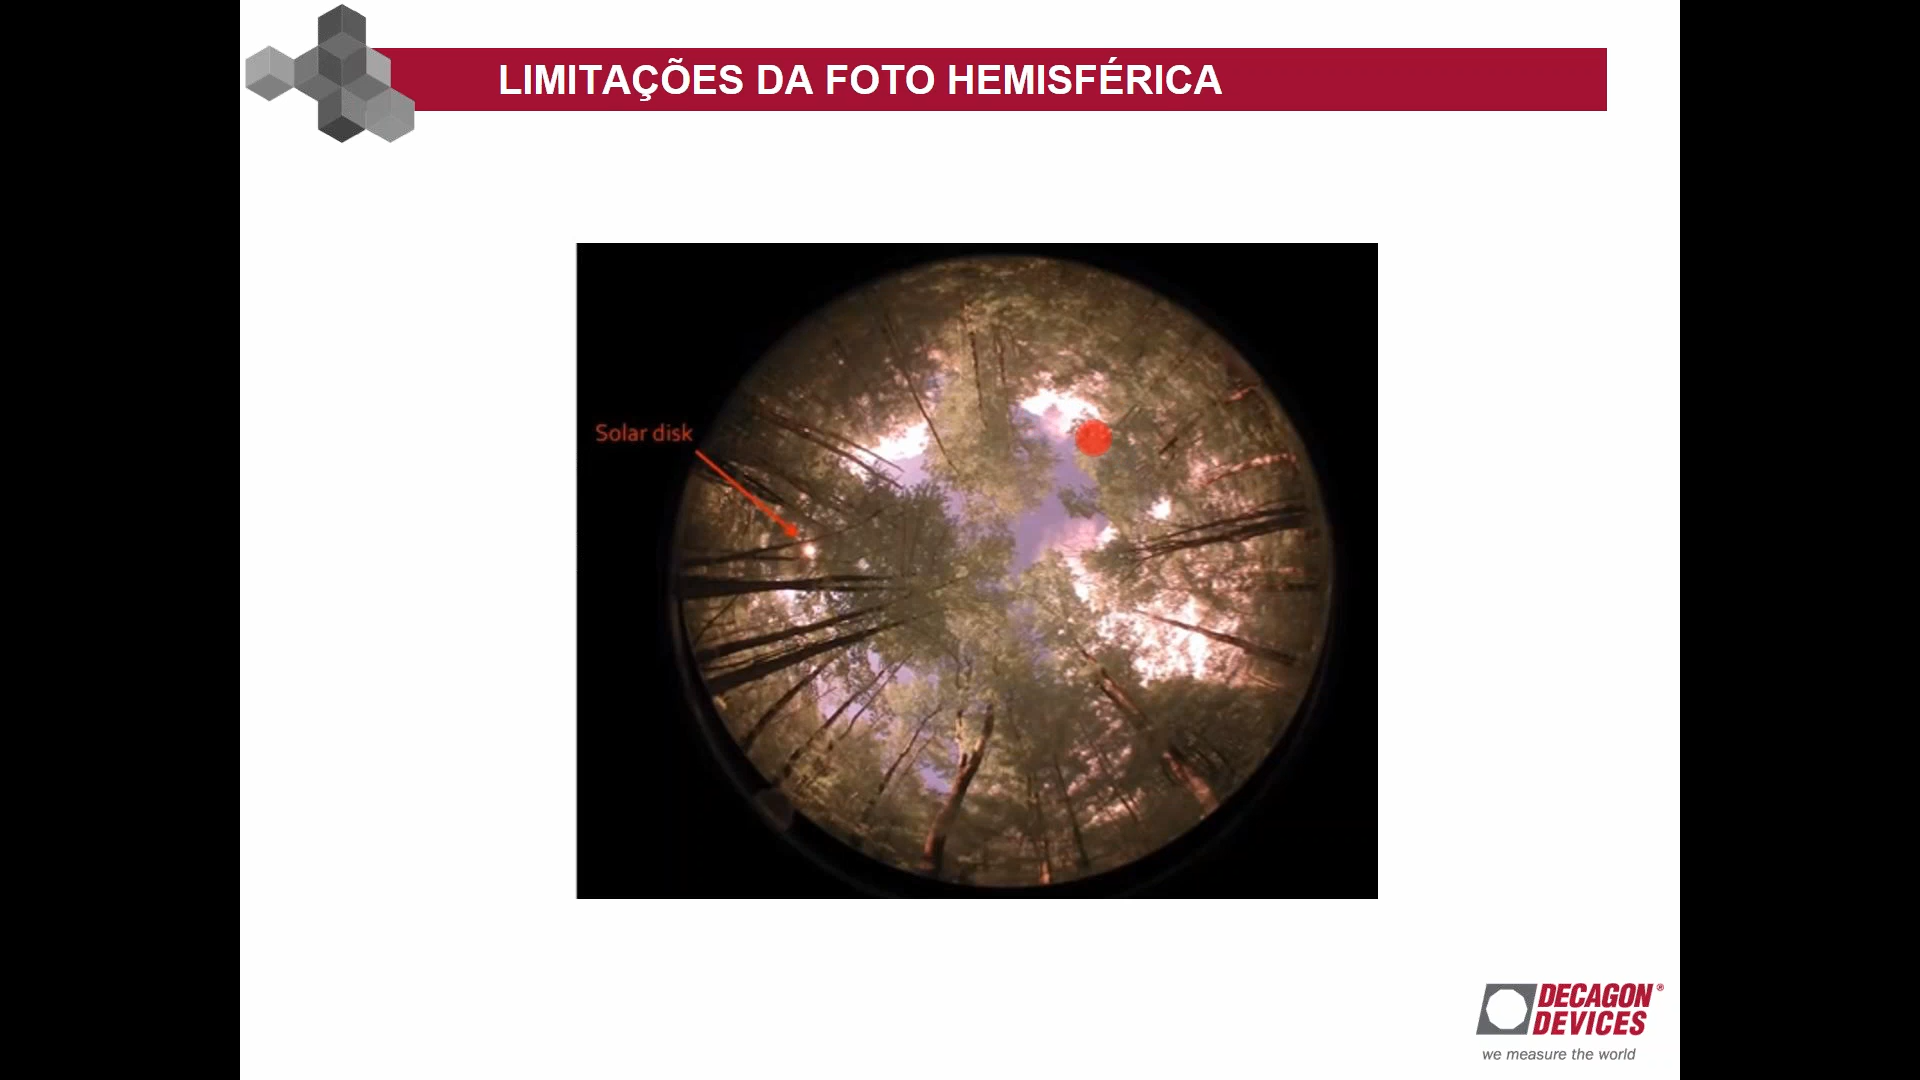 LIMITAÇÕES DA FOTO HEMISFÉRICA
Solar disk
DECAGON®
DEVICES
we measure the world